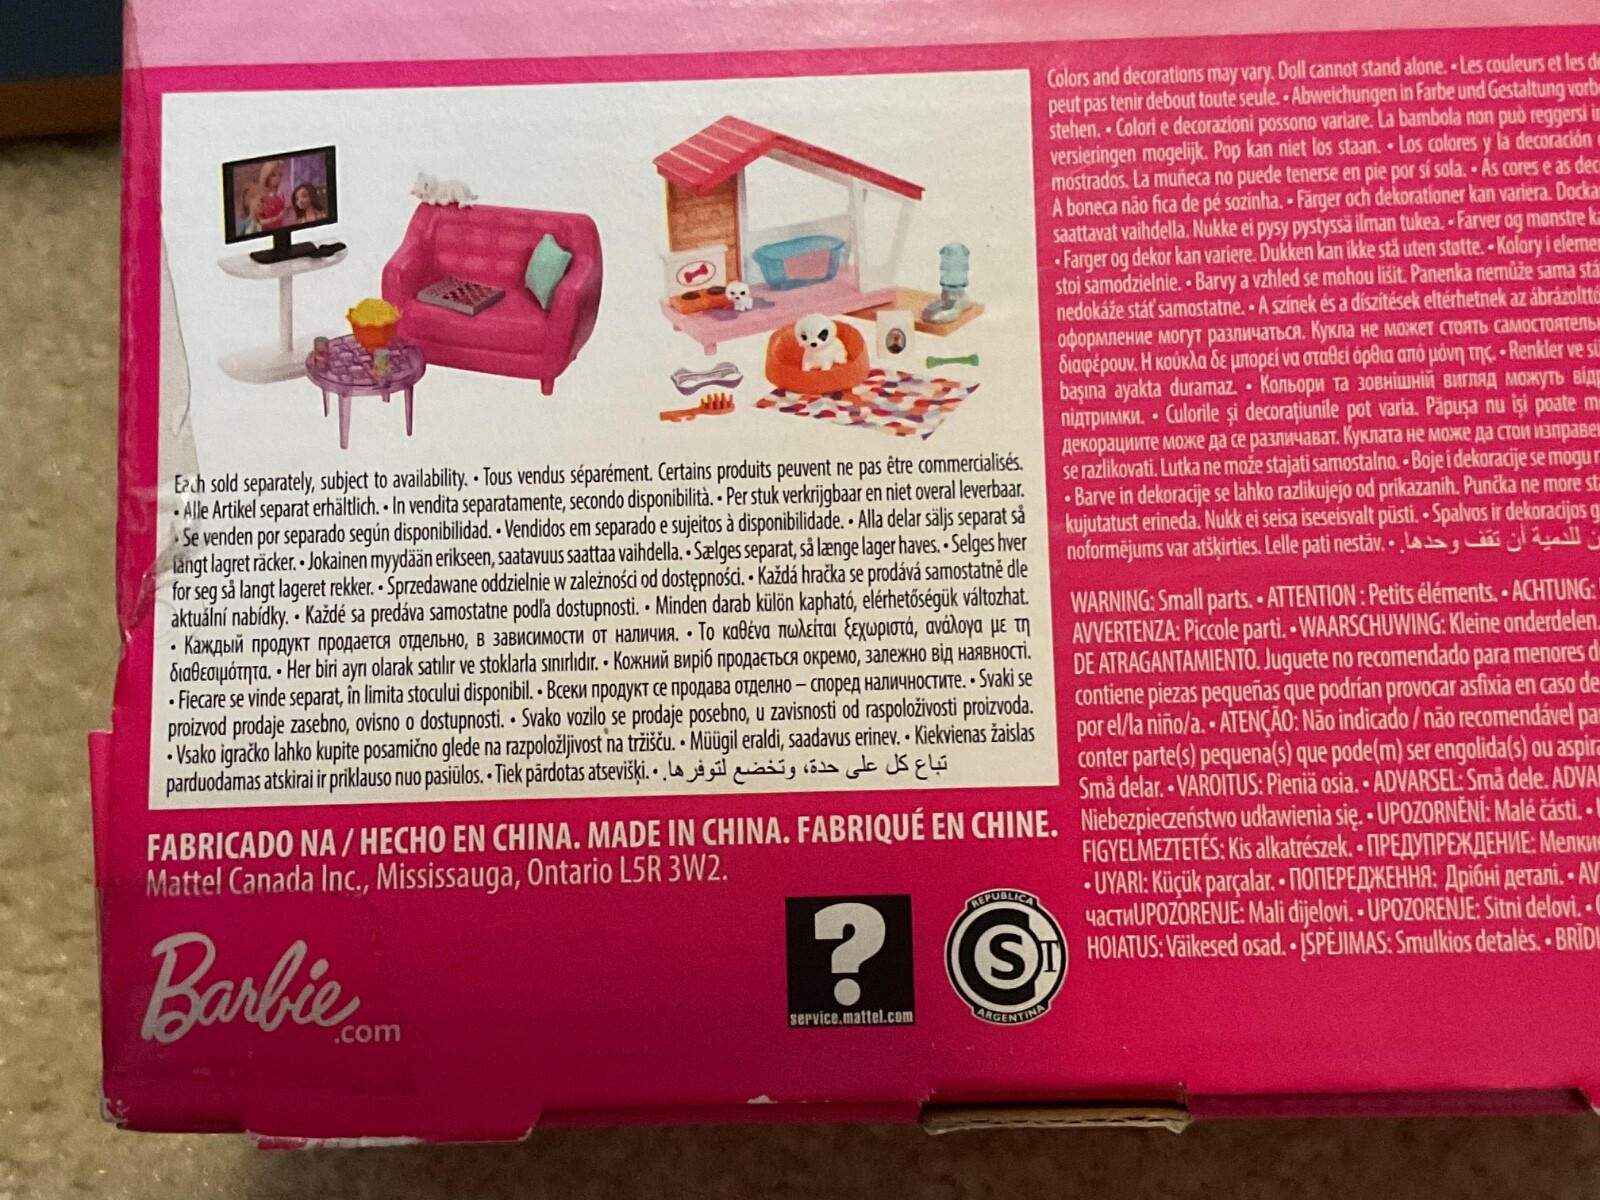 Each sold separately, subject to availability. • Tous vendus séparément. Certains produits peuvent ne pas être commercialisés.
• Alle Artikel separat erhältlich. • In vendita separatamente, secondo disponibilità. • Per stuk verkrijgbaar en niet overal leverbaar.
• Se venden por separado según disponibilidad. • Vendidos em separado e sujeitos à disponibilidade. • Alla delar säljs separat så
långt lagret räcker. • Jokainen myydään erikseen, saatavuus saattaa vaihdella. • Sælges separat, så længe lager haves. • Selges hver
for seg så langt lageret rekker. • Sprzedawane oddzielnie w zależności od dostępności. • Každá hračka se prodává samostatně dle
aktuální nabídky. • Každé sa predáva samostatne podľa dostupnosti. • Minden darab külön kapható, elérhetőségük változhat.
• Каждый продукт продается отдельно, в зависимости от наличия. • Το καθένα πωλείται ξεχωριστά, ανάλογα με τη
διαθεσιμότητα. • Her biri ayrı olarak satılır ve stoklarla sınırlıdır. • Кожний виріб продається окремо, залежно від наявності.
• Fiecare se vinde separat, în limita stocului disponibil. • Всеки продукт се продава отделно – според наличностите. • Svaki se
proizvod prodaje zasebno, ovisno o dostupnosti. • Svako vozilo se prodaje posebno, u zavisnosti od raspoloživosti proizvoda.
• Vsako igračko lahko kupite posamično glede na razpoložljivost na tržišču. • Müügil eraldi, saadavus erinev. • Kiekvienas žaislas
parduodamas atskirai ir priklauso nuo pasiūlos. • Tiek pārdotas atsevišķi. • تباع كل على حدة، وتخضع لتوفرها.
FABRICADO NA / HECHO EN CHINA. MADE IN CHINA. FABRIQUÉ EN CHINE.
Mattel Canada Inc., Mississauga, Ontario L5R 3W2.
Barbie.com
?
service.mattel.com
REPUBLICA
S T
ARGENTINA
Colors and decorations may vary. Doll cannot stand alone. • Les couleurs et les
peut pas tenir debout toute seule. • Abweichungen in Farbe und Gestaltung
stehen. • Colori e decorazioni possono variare. La bambola non può reggersi
versieringen mogelijk. Pop kan niet los staan. • Los colores y la decoración
mostrados. La muñeca no puede tenerse en pie por sí sola. • As cores e as
A boneca não fica de pé sozinha. • Färger och dekorationer kan variera. Dockan
saattavat vaihdella. Nukke ei pysy pystyssä ilman tukea. • Farver og mønstre
• Farger og dekor kan variere. Dukken kan ikke stå uten støtte. • Kolory i
stoi samodzielnie. • Barvy a vzhled se mohou lišit. Panenka nemůže sama
nedokáže stáť samostatne. • A színek és a díszítések eltérhetnek az
оформление могут различаться. Кукла не может стоять
διαφέρουν. Η κούκλα δε μπορεί να σταθεί όρθια από μόνη της. • Renkler ve
başına ayakta duramaz. • Кольори та зовнішній вигляд можуть
підтримки. • Culorile și decorațiunile pot varia. Păpușa nu își poate
декорациите може да се различават. Куклата не може да стои
se razlikovati. Lutka ne može stajati samostalno. • Boje i dekoracije se mogu
• Barve in dekoracije se lahko razlikujejo od prikazanih. Punčka ne more
kujutatust erineda. Nukk ei seisa iseseisvalt püsti. • Spalvos ir dekoracijos
noformējums var atšķirties. Lelle pati nestāv. • للدمية أن تقف وحدها.
WARNING: Small parts. • ATTENTION : Petits éléments. • ACHTUNG:
AVVERTENZA: Piccole parti. • WAARSCHUWING: Kleine onderdelen.
DE ATRAGANTAMIENTO. Juguete no recomendado para menores
contiene piezas pequeñas que podrían provocar asfixia en caso de
por el/la niño/a. • ATENÇÃO: Não indicado / não recomendável
conter parte(s) pequena(s) que pode(m) ser engolida(s) ou
Små delar. • VAROITUS: Pieniä osia. • ADVARSEL: Små dele.
Niebezpieczeństwo udławienia się. • UPOZORNĚNÍ: Malé části. •
FIGYELMEZTETÉS: Kis alkatrészek. • ПРЕДУПРЕЖДЕНИЕ:
• UYARI: Küçük parçalar. • ПОПЕРЕДЖЕННЯ: Дрібні деталі. •
частиUPOZORENJE: Mali dijelovi. • UPOZORENJE: Sitni delovi. •
HOIATUS: Väikesed osad. • ĮSPĖJIMAS: Smulkios detalės. •